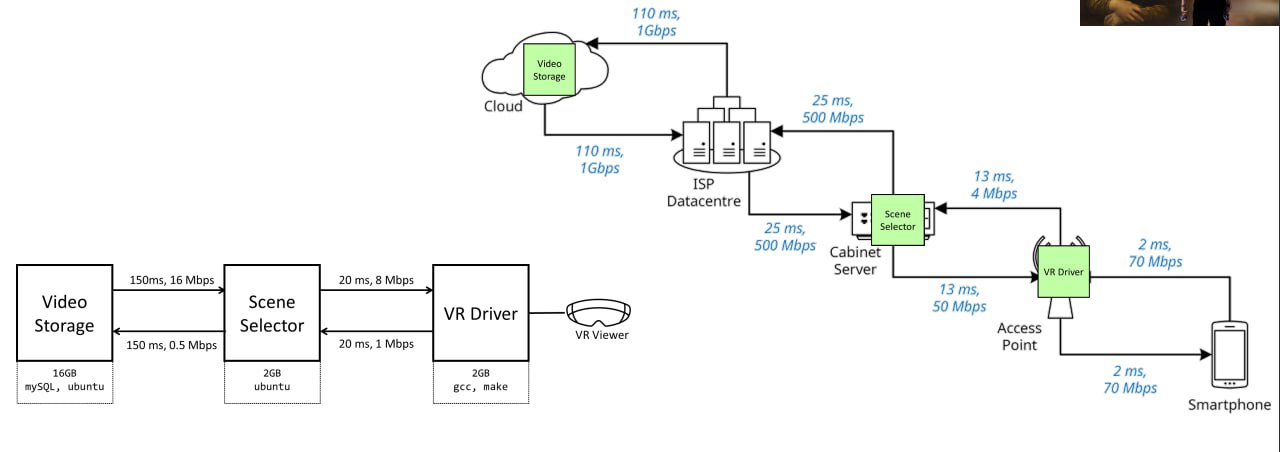 110 ms,
1Gbps
Video
Storage
Cloud
110 ms,
1Gbps
25 ms,
500 Mbps
ISP
Datacentre
25 ms,
500 Mbps
13 ms,
4 Mbps
Scene
Selector
Cabinet
Server
13 ms,
50 Mbps
VR Driver
2 ms,
70 Mbps
Access
Point
2 ms,
70 Mbps
Smartphone
Video
Storage
150ms, 16 Mbps
150 ms, 0.5 Mbps
Scene
Selector
20 ms, 8 Mbps
20 ms, 1 Mbps
VR Driver
VR Viewer
16GB
mySQL, ubuntu
2GB
ubuntu
2GB
gcc, make